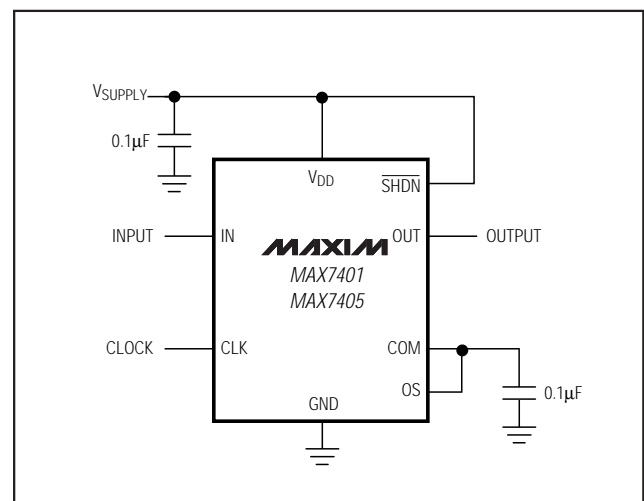 VSUPPLY
0.1μF
VDD
SHDN
INPUT
IN
MAXIM
OUT
OUTPUT
MAX7401
MAX7405
CLOCK
CLK
COM
OS
0.1μF
GND